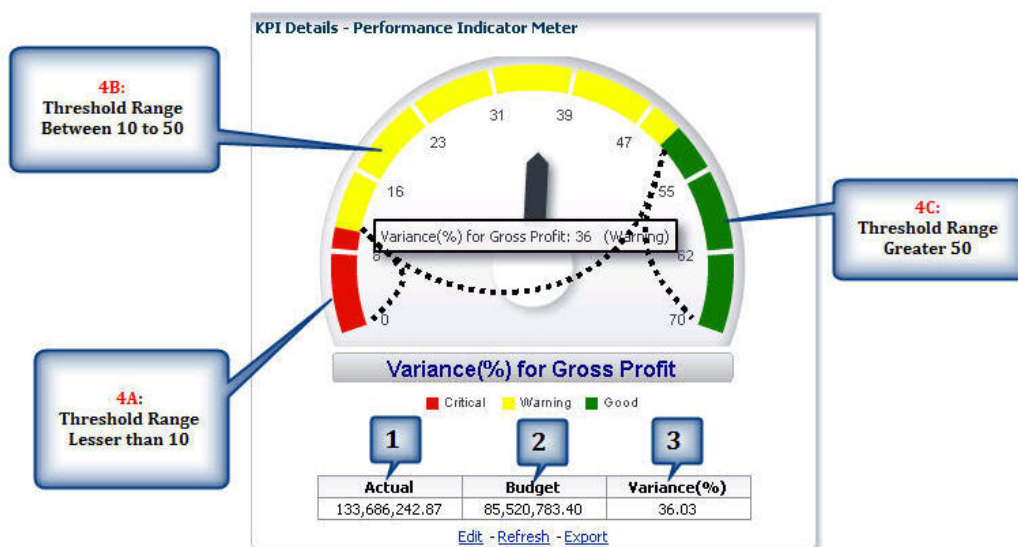 KPI Details - Performance Indicator Meter
4B:
Threshold Range
Between 10 to 50
31
39
23
47
16
55
4C:
Threshold Range
Greater 50
Variance(%) for Gross Profit: 36 (Warning)
8
62
0
70
4A:
Threshold Range
Lesser than 10
Variance(%) for Gross Profit
Critical Warning Good
1 2 3
Actual Budget Variance(%)
133,686,242.87 85,520,783.40 36.03
Edit - Refresh - Export